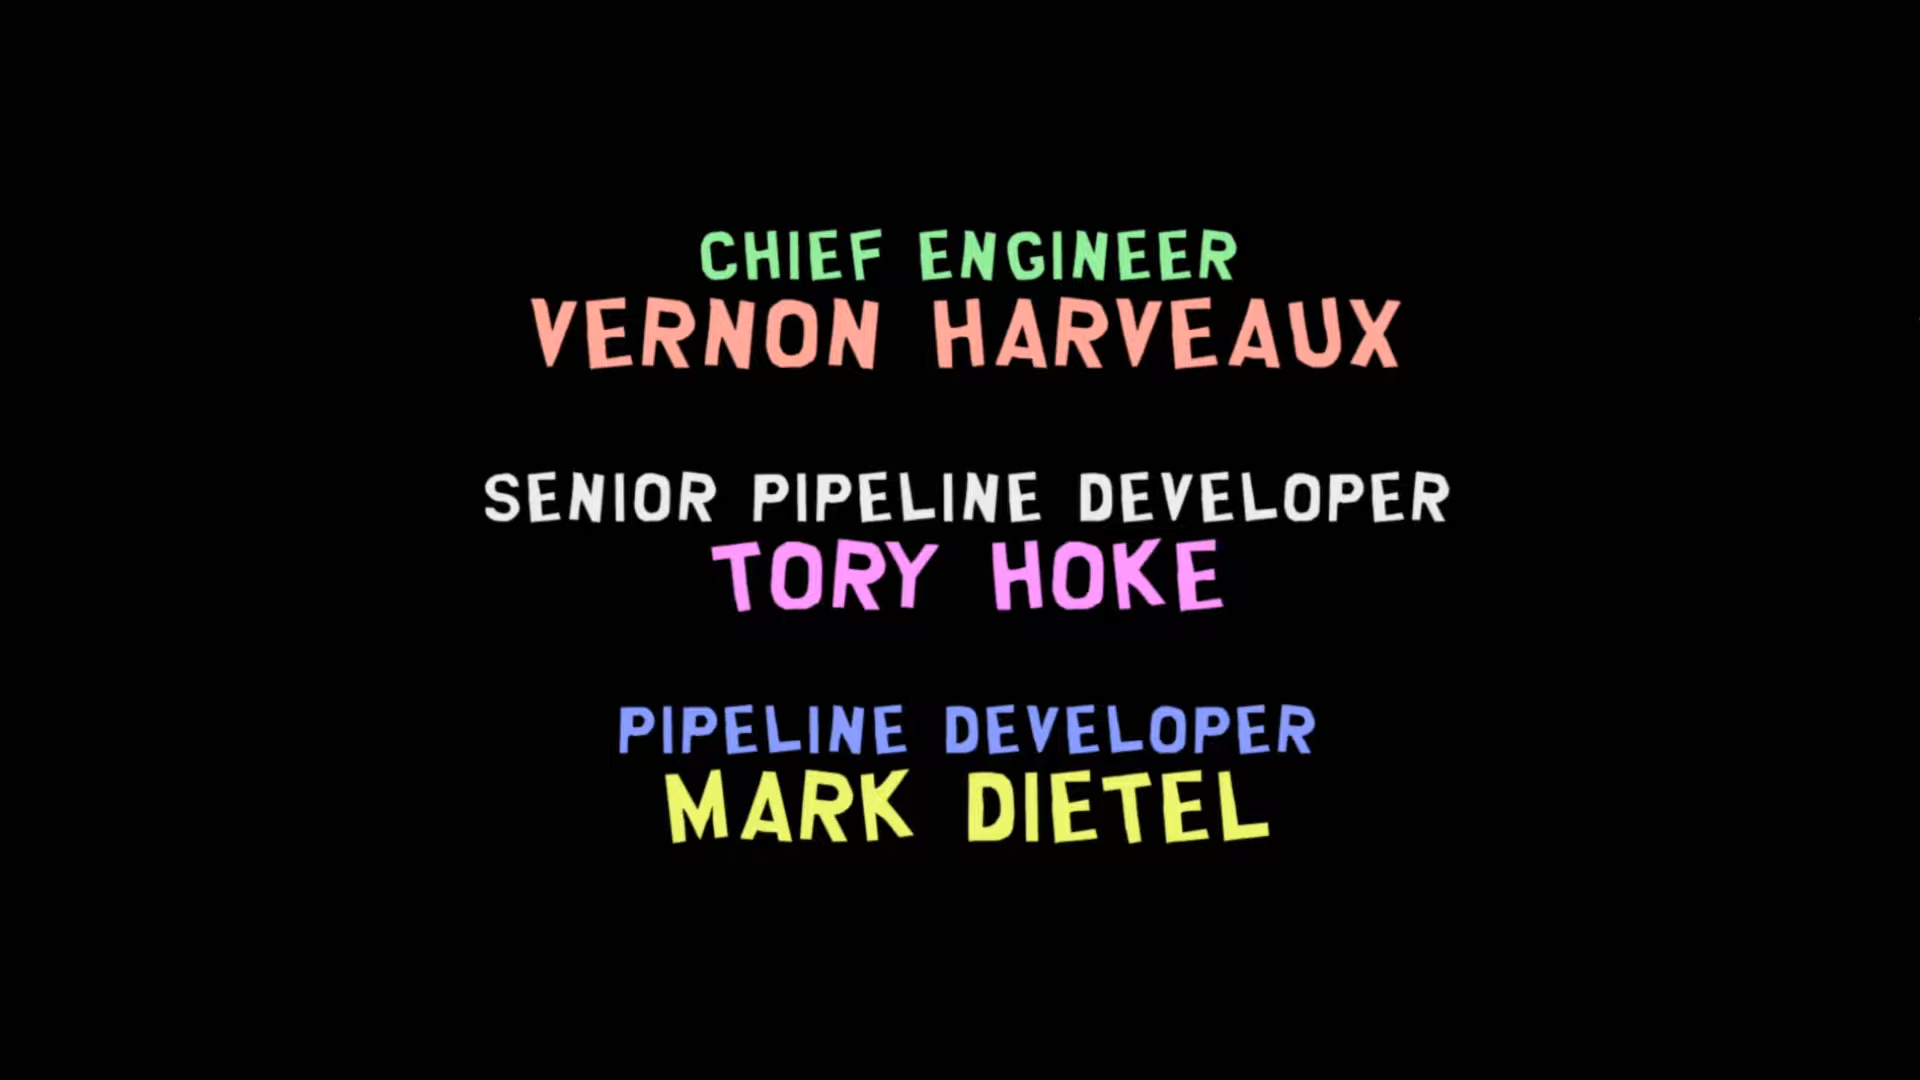 CHIEF ENGINEER
VERNON HARVEAUX
SENIOR PIPELINE DEVELOPER
TORY HOKE
PIPELINE DEVELOPER
MARK DIETEL